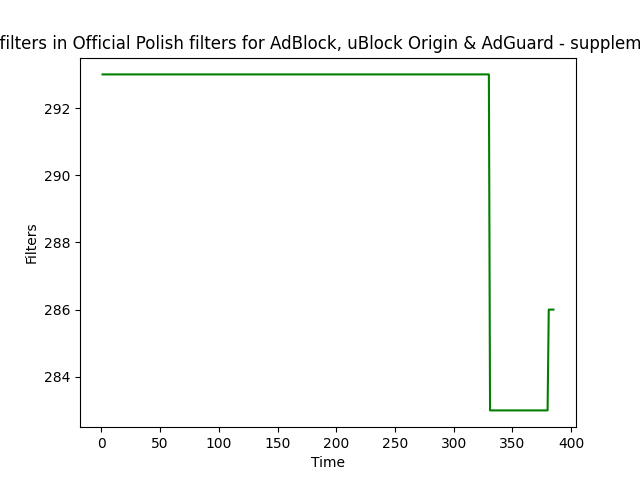 filters in Official Polish filters for AdBlock, uBlock Origin & AdGuard - supplem
292
290
288
286
284
Filters
0 50 100 150 200 250 300 350 400
Time